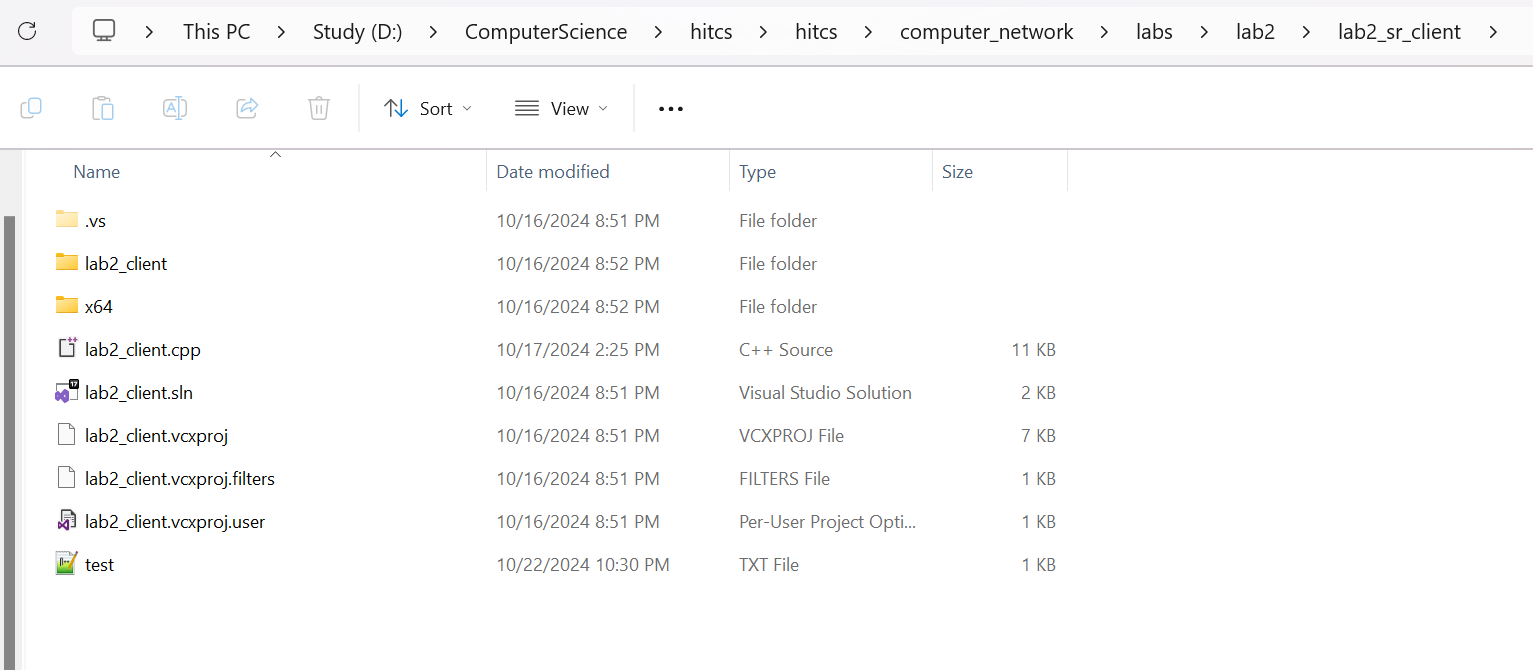 This PC > Study (D:) > ComputerScience > hitcs > hitcs > computer_network > labs > lab2 > lab2_sr_client >
Sort View
Name Date modified Type Size
.vs 10/16/2024 8:51 PM File folder
lab2_client 10/16/2024 8:52 PM File folder
x64 10/16/2024 8:52 PM File folder
lab2_client.cpp 10/17/2024 2:25 PM C++ Source 11 KB
lab2_client.sln 10/16/2024 8:51 PM Visual Studio Solution 2 KB
lab2_client.vcxproj 10/16/2024 8:51 PM VCXPROJ File 7 KB
lab2_client.vcxproj.filters 10/16/2024 8:51 PM FILTERS File 1 KB
lab2_client.vcxproj.user 10/16/2024 8:51 PM Per-User Project Opti... 1 KB
test 10/22/2024 10:30 PM TXT File 1 KB